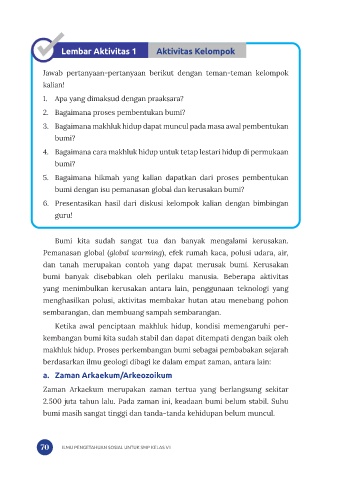 Lembar Aktivitas 1 Aktivitas Kelompok
Jawab pertanyaan-pertanyaan berikut dengan teman-teman kelompok
kalian!
1. Apa yang dimaksud dengan praaksara?
2. Bagaimana proses pembentukan bumi?
3. Bagaimana makhluk hidup dapat muncul pada masa awal pembentukan
bumi?
4. Bagaimana cara makhluk hidup untuk tetap lestari hidup di permukaan
bumi?
5. Bagaimana hikmah yang kalian dapatkan dari proses pembentukan
bumi dengan isu pemanasan global dan kerusakan bumi?
6. Presentasikan hasil dari diskusi kelompok kalian dengan bimbingan
guru!
Bumi kita sudah sangat tua dan banyak mengalami kerusakan.
Pemanasan global (global warming), efek rumah kaca, polusi udara, air,
dan tanah merupakan contoh yang dapat merusak bumi. Kerusakan
bumi banyak disebabkan oleh perilaku manusia. Beberapa aktivitas
yang menimbulkan kerusakan antara lain, penggunaan teknologi yang
menghasilkan polusi, aktivitas membakar hutan atau menebang pohon
sembarangan, dan membuang sampah sembarangan.
Ketika awal penciptaan makhluk hidup, kondisi memengaruhi per-
kembangan bumi kita sudah stabil dan dapat ditempati dengan baik oleh
makhluk hidup. Proses perkembangan bumi sebagai pembabakan sejarah
berdasarkan ilmu geologi dibagi ke dalam empat zaman, antara lain:
a. Zaman Arkaekum/Arkeozoikum
Zaman Arkaekum merupakan zaman tertua yang berlangsung sekitar
2.500 juta tahun lalu. Pada zaman ini, keadaan bumi belum stabil. Suhu
bumi masih sangat tinggi dan tanda-tanda kehidupan belum muncul.
70 ILMU PENGETAHUAN SOSIAL UNTUK SMP KELAS VII